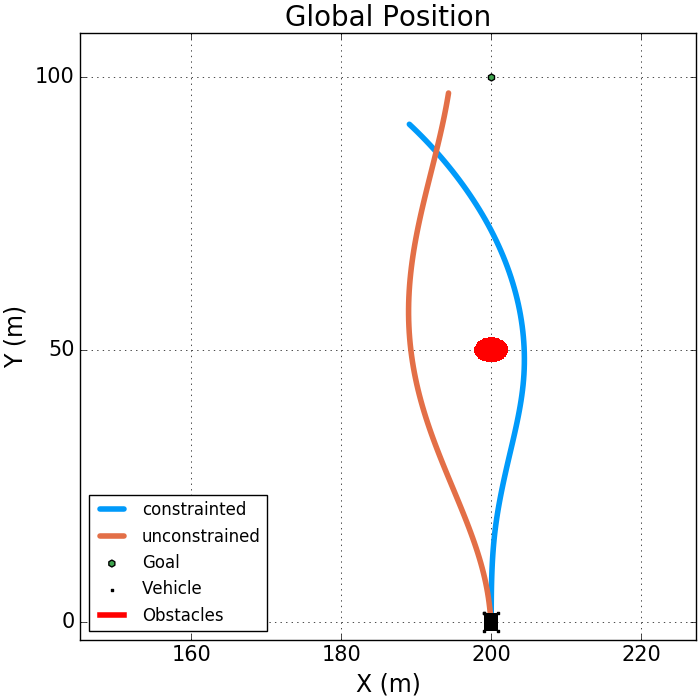 Global Position
100
50
0
Y (m)
constrainted
unconstrained
Goal
Vehicle
Obstacles
160
180
200
220
X (m)